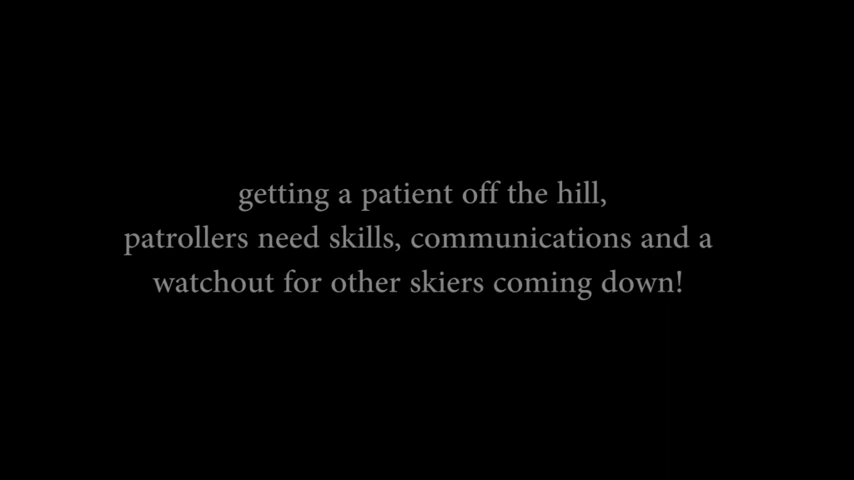 getting a patient off the hill,
patrollers need skills, communications and a
watchout for other skiers coming down!